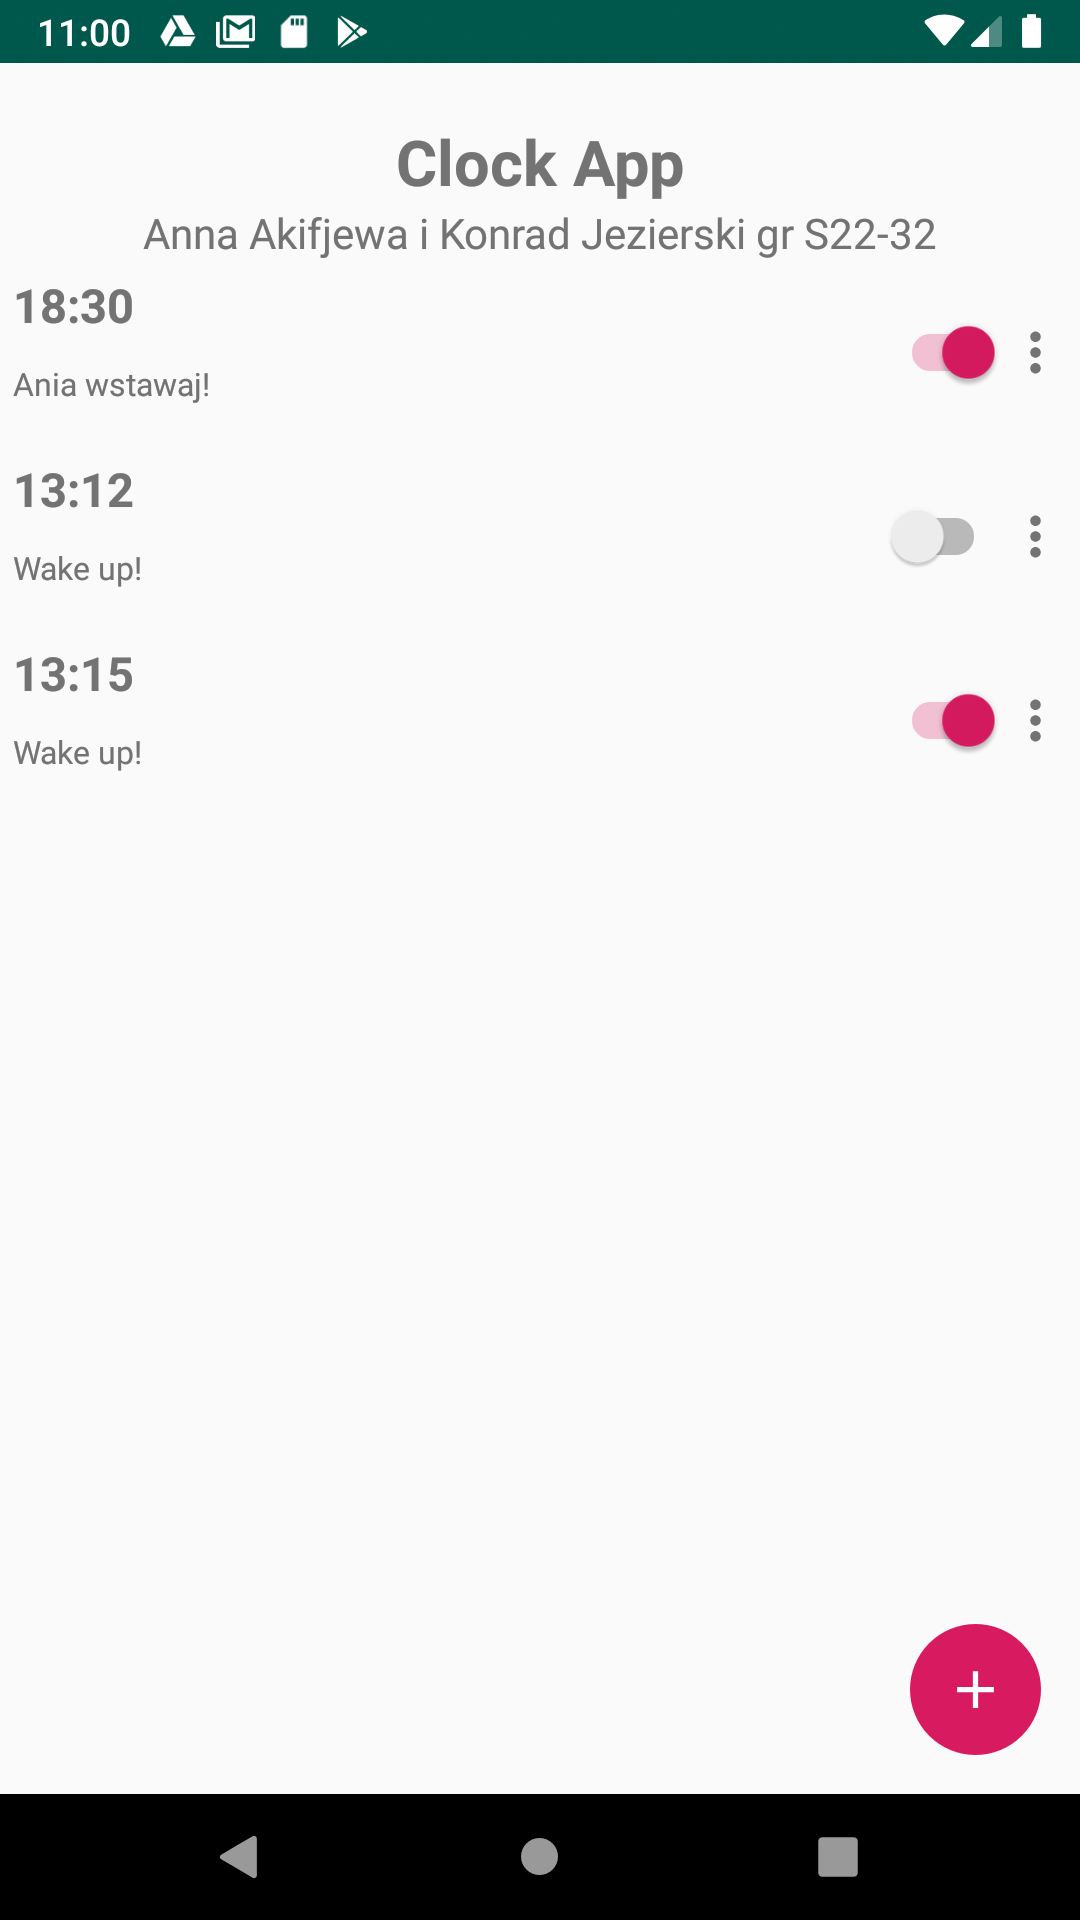 11:00
Clock App
Anna Akifjewa i Konrad Jezierski gr S22-32
18:30
Ania wstawaj!
13:12
Wake up!
13:15
Wake up!